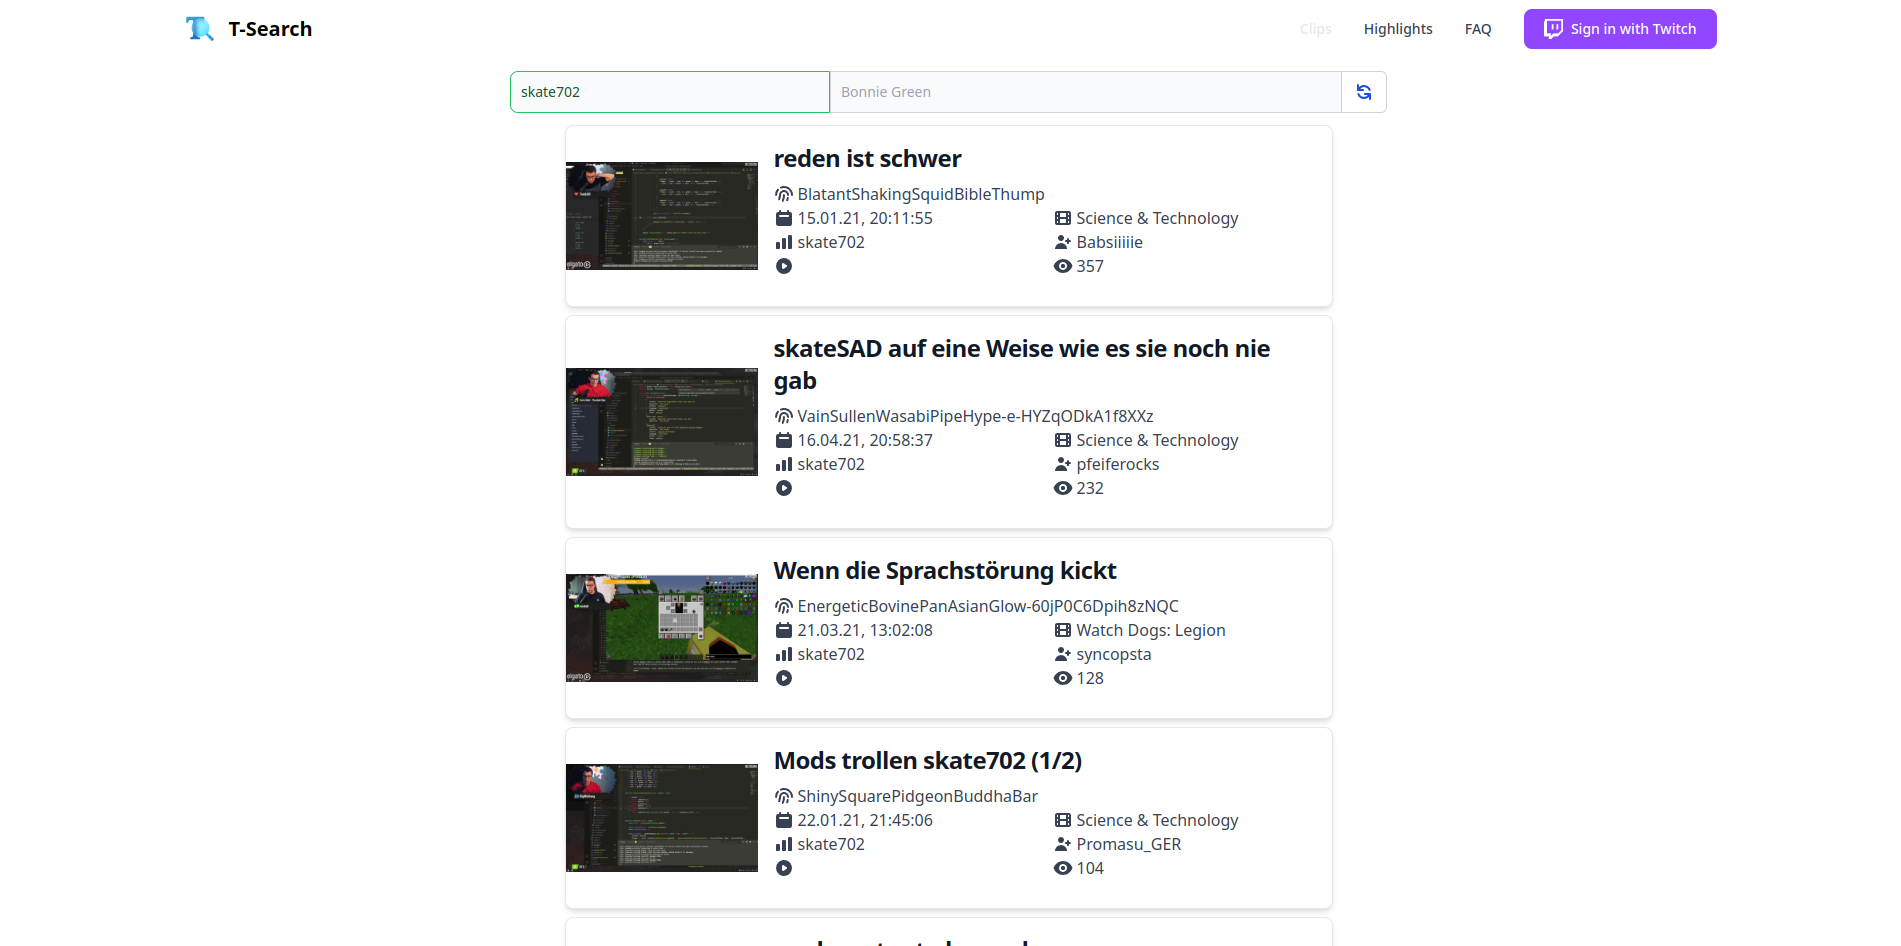 T-Search
Clips
Highlights
FAQ
Sign in with Twitch
skate702
Bonnie Green
reden ist schwer
BlatantShakingSquidBibleThump
15.01.21, 20:11:55
Science & Technology
skate702
Babsiiiiie
357
skateSAD auf eine Weise wie es sie noch nie
gab
VainSullenWasabiPipeHype-e-HYZqODkA1f8XXz
16.04.21, 20:58:37
Science & Technology
skate702
pfeiferocks
232
Wenn die Sprachstörung kickt
EnergeticBovinePanAsianGlow-60jP0C6Dpih8zNQC
21.03.21, 13:02:08
Watch Dogs: Legion
skate702
syncopsta
128
Mods trollen skate702 (1/2)
ShinySquarePidgeonBuddhaBar
22.01.21, 21:45:06
Science & Technology
skate702
Promasu_GER
104